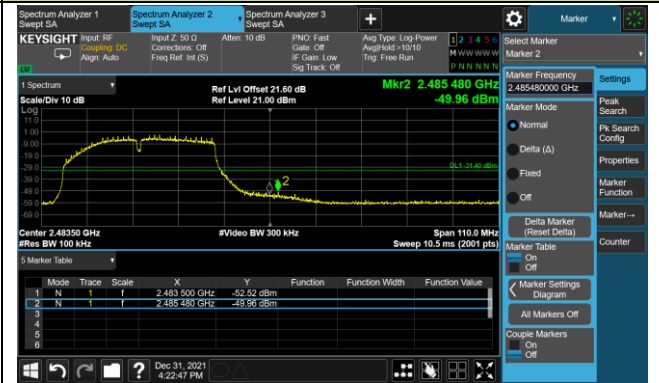 Spectrum Analyzer 1
Swept SA
Spectrum Analyzer 2
Swept SA
Spectrum Analyzer 3
Swept SA
+
Marker
KEYSIGHT
Input: RF
Coupling: DC
Align: Auto
Input Z: 50 Ω
Corrections: Off
Freq Ref: Int (S)
Atten: 10 dB
PNO: Fast
Gate: Off
IF Gain: Low
Sig Track: Off
Avg Type: Log-Power
Avg|Hold:>10/10
Trig: Free Run
1 2 3 4 5 6
M W W W W W
P N N N N N
Select Marker
Marker 2
1 Spectrum
Scale/Div 10 dB
Log
Ref Lvl Offset 21.60 dB
Ref Level 21.00 dBm
Mkr2 2.485 480 GHz
-49.96 dBm
11.0
1.00
-9.00
-19.0
-29.0
-39.0
-49.0
-59.0
-69.0
DL1 -31.40 dBm
2
Center 2.48350 GHz
#Res BW 100 kHz
#Video BW 300 kHz
Span 110.0 MHz
Sweep 10.5 ms (2001 pts)
5 Marker Table
Mode Trace Scale X Y Function Function Width Function Value
1 N 1 f 2.483 500 GHz -52.52 dBm
2 N 1 f 2.485 480 GHz -49.96 dBm
3
4
5
6
Marker Frequency
2.485480000 GHz
Marker Mode
Normal
Delta (Δ)
Fixed
Off
Delta Marker
(Reset Delta)
Marker Table
On
Off
Marker Settings
Diagram
All Markers Off
Couple Markers
On
Off
Settings
Peak
Search
Pk Search
Config
Properties
Marker
Function
Marker→
Counter
?
Dec 31, 2021
4:22:47 PM